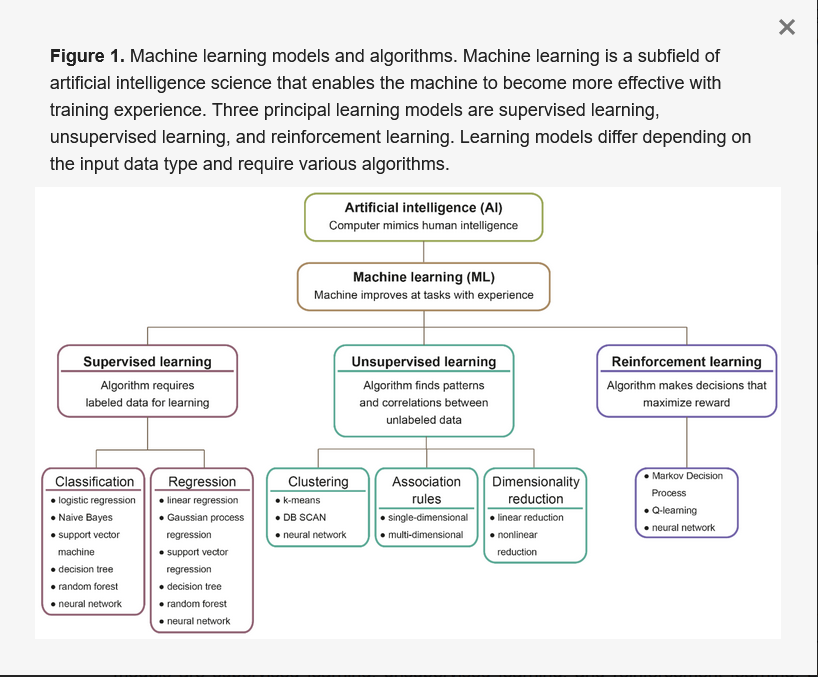 Figure 1. Machine learning models and algorithms. Machine learning is a subfield of
artificial intelligence science that enables the machine to become more effective with
training experience. Three principal learning models are supervised learning,
unsupervised learning, and reinforcement learning. Learning models differ depending on
the input data type and require various algorithms.
Artificial intelligence (AI)
Computer mimics human intelligence
Machine learning (ML)
Machine improves at tasks with experience
Supervised learning
Algorithm requires
labeled data for learning
Unsupervised learning
Algorithm finds patterns
and correlations between
unlabeled data
Reinforcement learning
Algorithm makes decisions that
maximize reward
Classification
● logistic regression
● Naive Bayes
● support vector
machine
● decision tree
● random forest
● neural network
Regression
● linear regression
● Gaussian process
regression
● support vector
regression
● decision tree
● random forest
● neural network
Clustering
● k-means
● DB SCAN
● neural network
Association
rules
● single-dimensional
● multi-dimensional
Dimensionality
reduction
● linear reduction
● nonlinear
reduction
● Markov Decision
Process
● Q-learning
● neural network